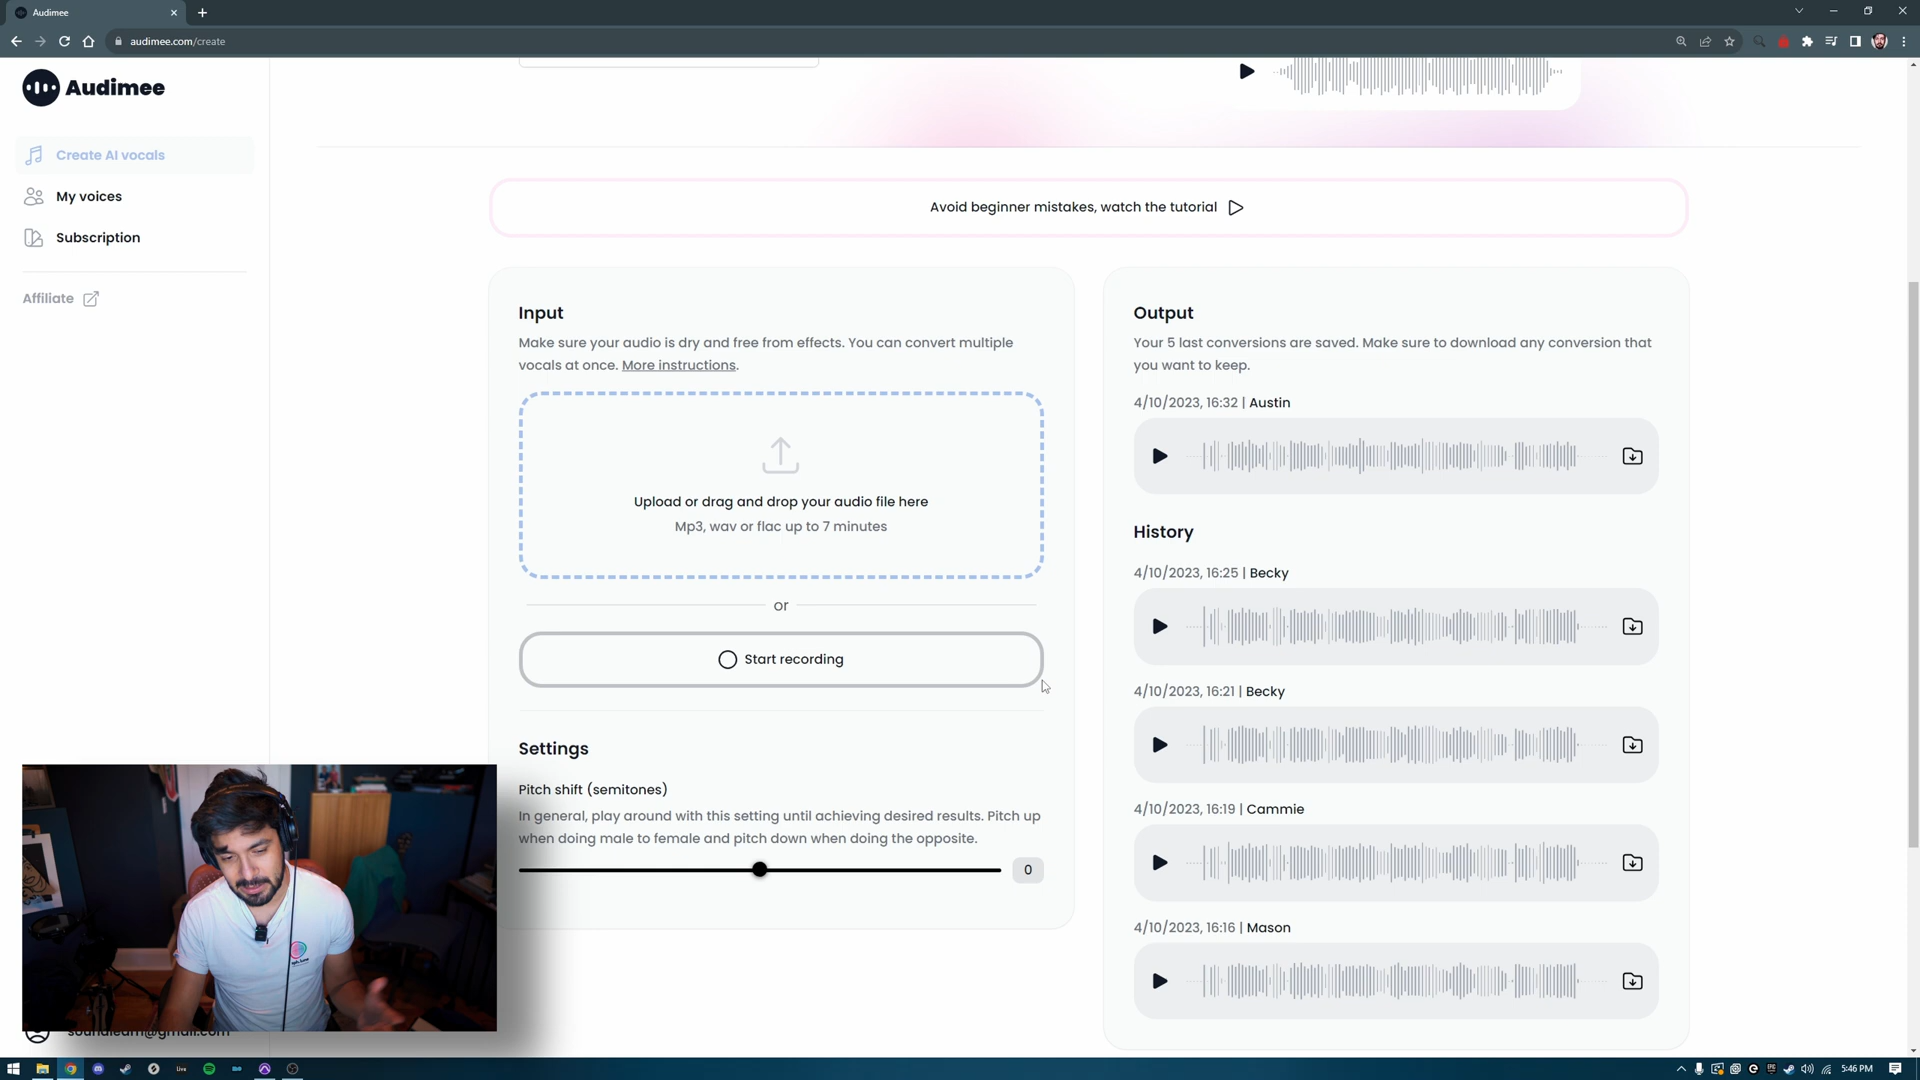 Audimee
audimee.com/create
Audimee
Create AI vocals
My voices
Subscription
Affiliate
Avoid beginner mistakes, watch the tutorial
Input
Make sure your audio is dry and free from effects. You can convert multiple
vocals at once. More instructions.
Upload or drag and drop your audio file here
Mp3, wav or flac up to 7 minutes
or
Start recording
Settings
Pitch shift (semitones)
In general, play around with this setting until achieving desired results. Pitch up
when doing male to female and pitch down when doing the opposite.
0
Output
Your 5 last conversions are saved. Make sure to download any conversion that
you want to keep.
4/10/2023, 16:32 | Austin
History
4/10/2023, 16:25 | Becky
4/10/2023, 16:21 | Becky
4/10/2023, 16:19 | Cammie
4/10/2023, 16:16 | Mason
Live
5:46 PM